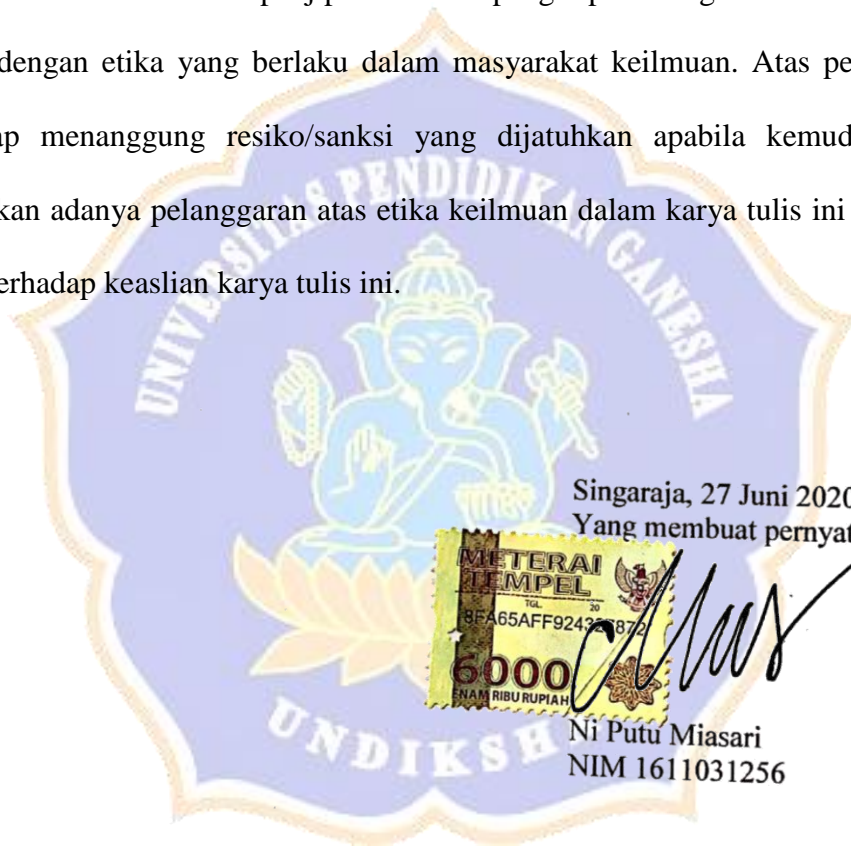 dengan etika yang berlaku dalam masyarakat keilmuan. Atas pe
ap menanggung resiko/sanksi yang dijatuhkan apabila kemud
kan adanya pelanggaran atas etika keilmuan dalam karya tulis ini
erhadap keaslian karya tulis ini.
UNIVERSITAS PENDIDIKAN GANESHA
Singaraja, 27 Juni 2020
Yang membuat pernyat
METERAI
TEMPEL
TGL. 20
6000
ENAM RIBU RUPIAH
Ni Putu Miasari
NIM 1611031256
UNDIKSHA